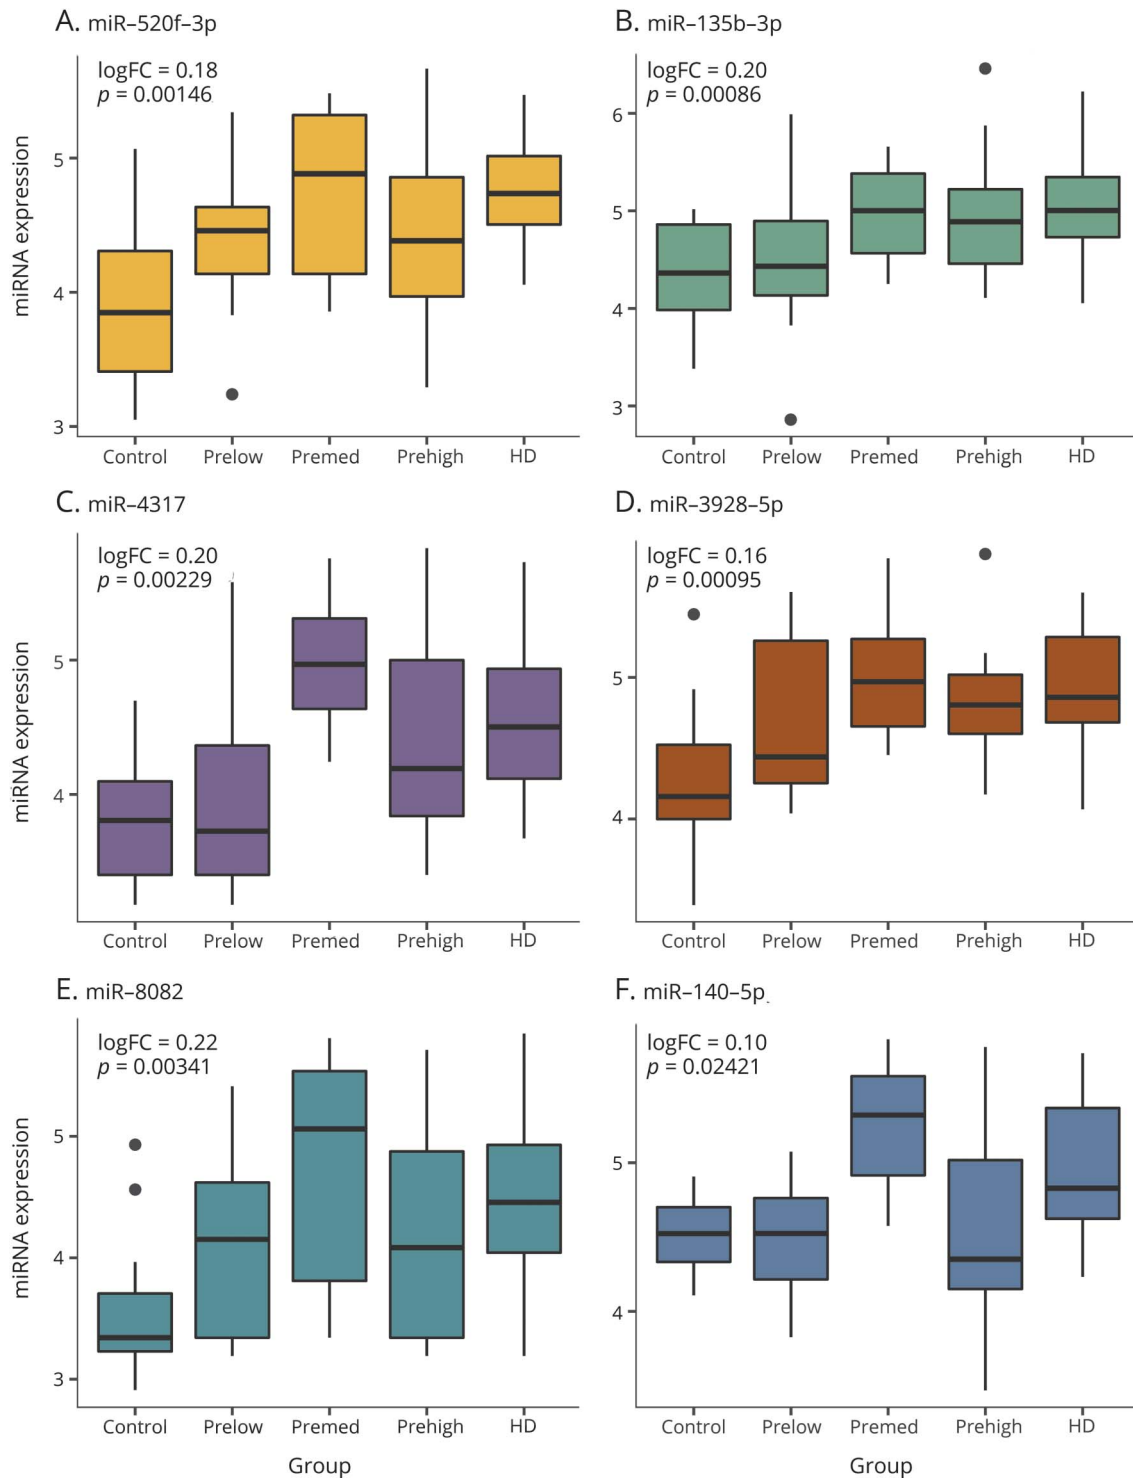 A. miR–520f–3p
logFC = 0.18
p = 0.00146
miRNA expression
5
4
3
Control Prelow Premed Prehigh HD
B. miR–135b–3p
logFC = 0.20
p = 0.00086
6
5
4
3
Control Prelow Premed Prehigh HD
C. miR–4317
logFC = 0.20
p = 0.00229
miRNA expression
5
4
Control Prelow Premed Prehigh HD
D. miR–3928–5p
logFC = 0.16
p = 0.00095
5
4
Control Prelow Premed Prehigh HD
E. miR–8082
logFC = 0.22
p = 0.00341
miRNA expression
5
4
3
Control Prelow Premed Prehigh HD
Group
F. miR–140–5p
logFC = 0.10
p = 0.02421
5
4
Control Prelow Premed Prehigh HD
Group